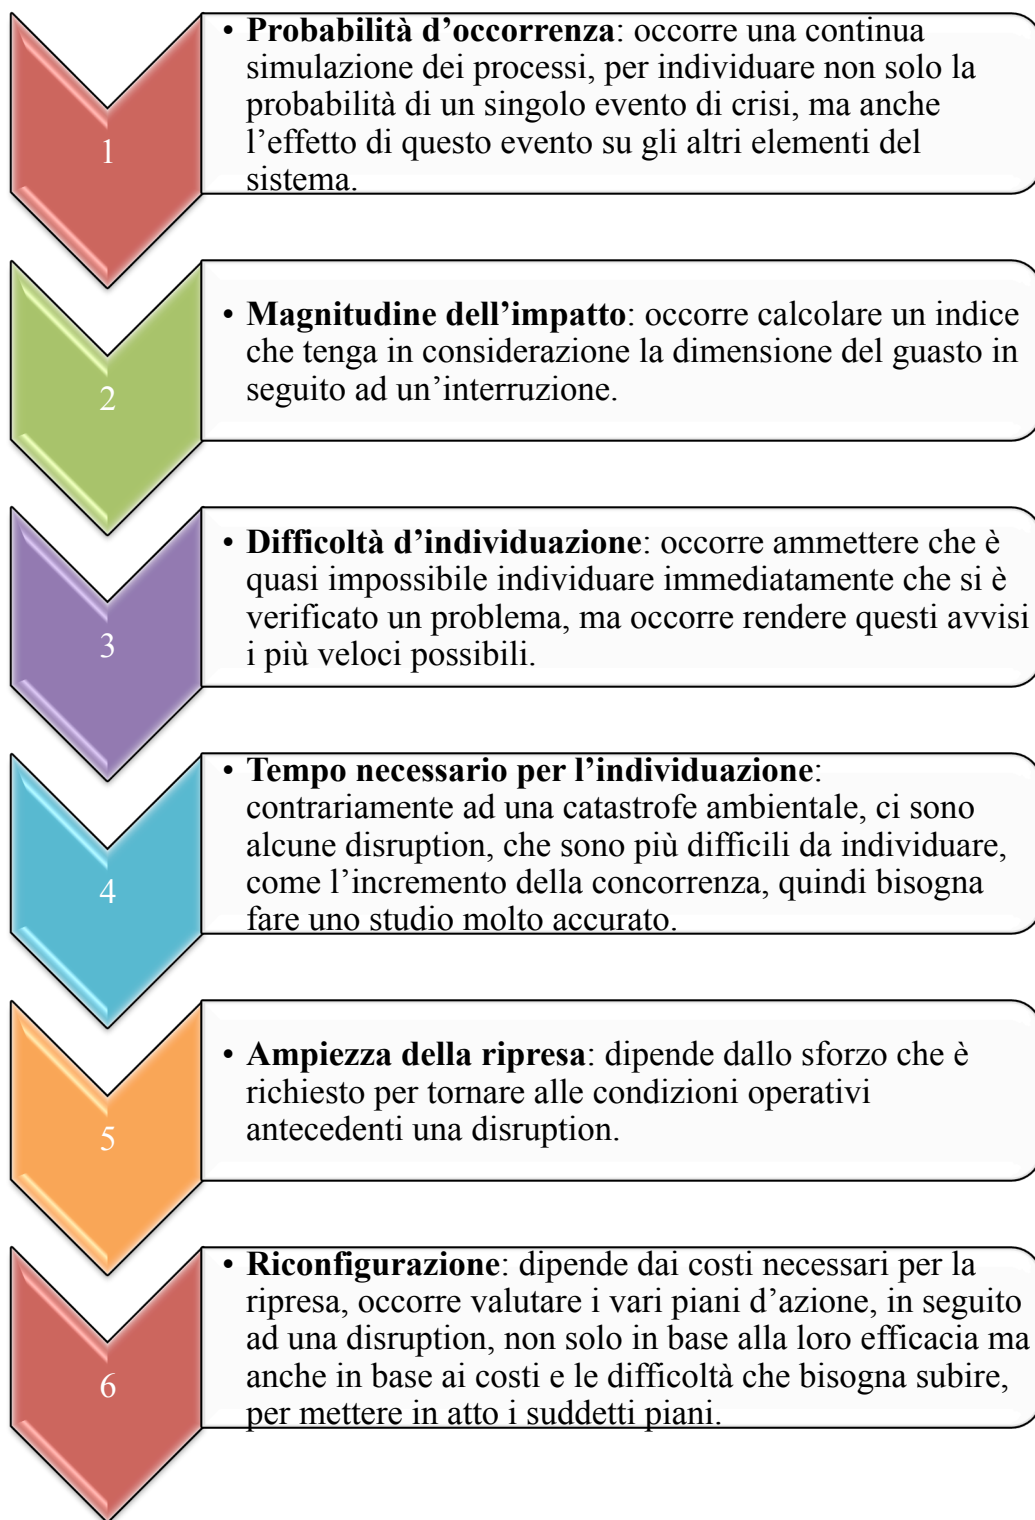 1
• Probabilità d’occorrenza: occorre una continua
simulazione dei processi, per individuare non solo la
probabilità di un singolo evento di crisi, ma anche
l’effetto di questo evento su gli altri elementi del
sistema.
2
• Magnitudine dell’impatto: occorre calcolare un indice
che tenga in considerazione la dimensione del guasto in
seguito ad un’interruzione.
3
• Difficoltà d’individuazione: occorre ammettere che è
quasi impossibile individuare immediatamente che si è
verificato un problema, ma occorre rendere questi avvisi
i più veloci possibili.
4
• Tempo necessario per l’individuazione:
contrariamente ad una catastrofe ambientale, ci sono
alcune disruption, che sono più difficili da individuare,
come l’incremento della concorrenza, quindi bisogna
fare uno studio molto accurato.
5
• Ampiezza della ripresa: dipende dallo sforzo che è
richiesto per tornare alle condizioni operativi
antecedenti una disruption.
6
• Riconfigurazione: dipende dai costi necessari per la
ripresa, occorre valutare i vari piani d’azione, in seguito
ad una disruption, non solo in base alla loro efficacia ma
anche in base ai costi e le difficoltà che bisogna subire,
per mettere in atto i suddetti piani.